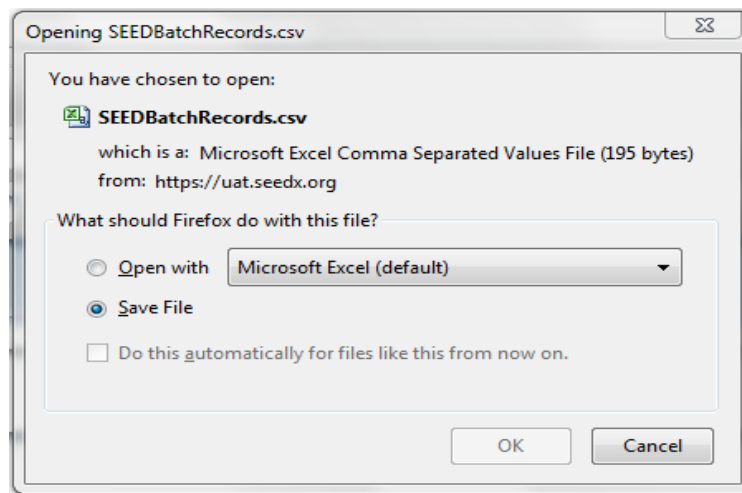 Opening SEEDBatchRecords.csv
You have chosen to open:
SEEDBatchRecords.csv
which is a: Microsoft Excel Comma Separated Values File (195 bytes)
from: https://uat.seedx.org
What should Firefox do with this file?
Open with Microsoft Excel (default)
Save File
Do this automatically for files like this from now on.
OK Cancel